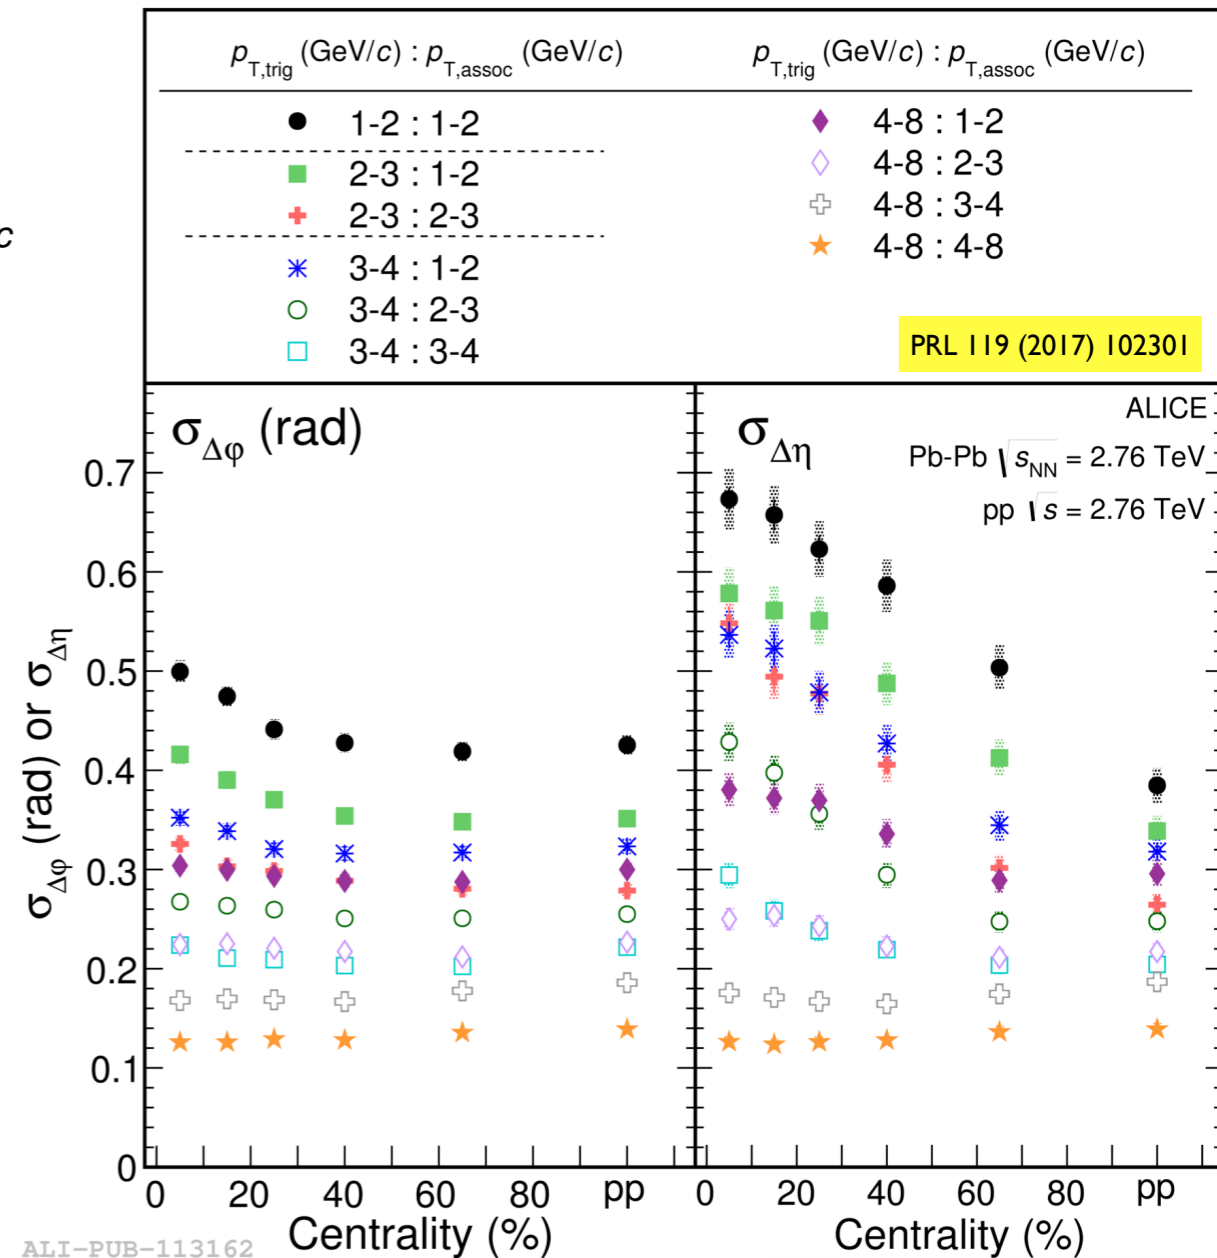 p_T,trig (GeV/c) : p_T,assoc (GeV/c)
1-2 : 1-2
2-3 : 1-2
2-3 : 2-3
3-4 : 1-2
3-4 : 2-3
3-4 : 3-4
p_T,trig (GeV/c) : p_T,assoc (GeV/c)
4-8 : 1-2
4-8 : 2-3
4-8 : 3-4
4-8 : 4-8
c
PRL 119 (2017) 102301
σ_Δφ (rad) or σ_Δη
σ_Δφ (rad)
0.7
0.6
0.5
0.4
0.3
0.2
0.1
0
0 20 40 60 80 pp
Centrality (%)
σ_Δη
ALICE
Pb-Pb √s_NN = 2.76 TeV
pp √s = 2.76 TeV
0 20 40 60 80 pp
Centrality (%)
ALI-PUB-113162